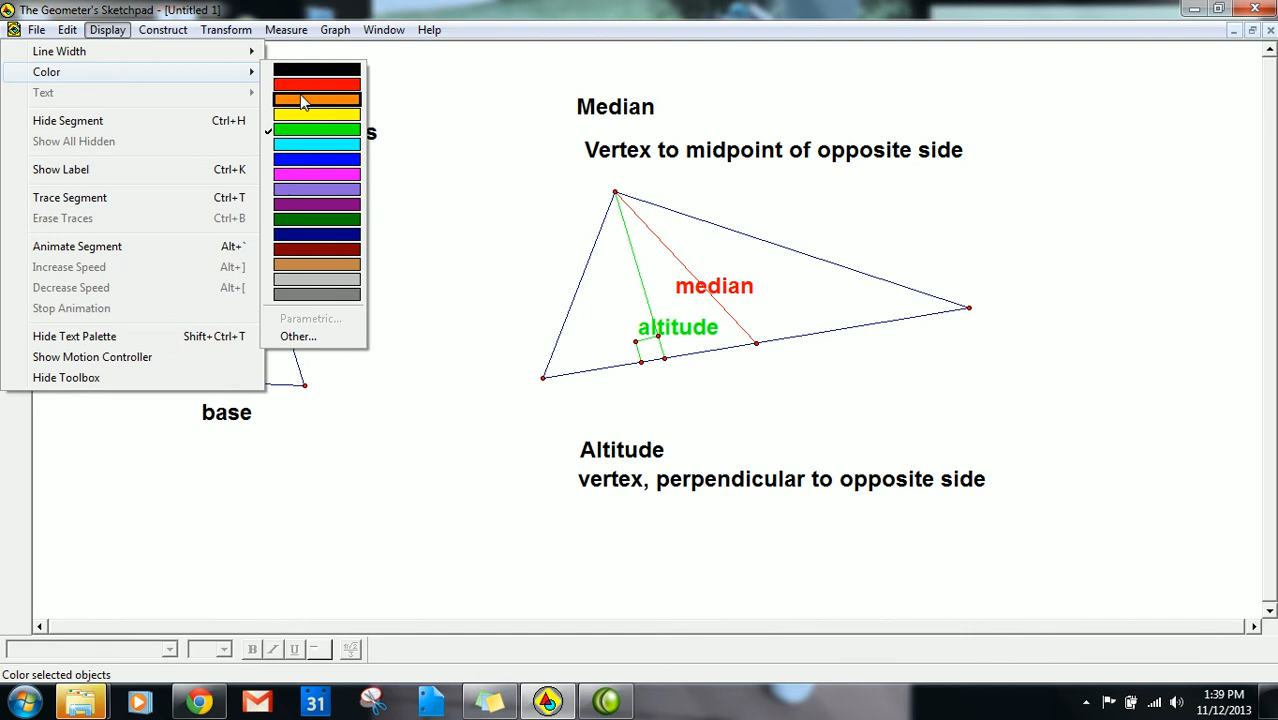 The Geometer's Sketchpad - [Untitled 1]
File Edit Display Construct Transform Measure Graph Window Help
Line Width
Color
Text
Hide Segment Ctrl+H
Show All Hidden
Show Label Ctrl+K
Trace Segment Ctrl+T
Erase Traces Ctrl+B
Animate Segment Alt+`
Increase Speed Alt+]
Decrease Speed Alt+[
Stop Animation
Hide Text Palette Shift+Ctrl+T
Show Motion Controller
Hide Toolbox
Parametric...
Other...
s
base
Median
Vertex to midpoint of opposite side
median
altitude
Altitude
vertex, perpendicular to opposite side
B I U
Color selected objects
31
1:39 PM
11/12/2013